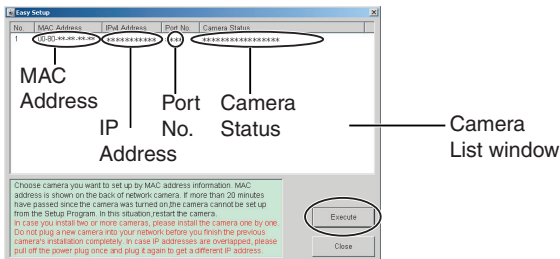 Easy Setup
No. MAC Address IPv4 Address Port No. Camera Status
1 00-80-**-**-**-** *********** *** *****************
MAC Address
IP Address
Port No.
Camera Status
Camera List window
Choose camera you want to set up by MAC address information. MAC
address is shown on the back of network camera. If more than 20 minutes
have passed since the camera was turned on,the camera cannot be set up
from the Setup Program. In this situation,restart the camera.
In case you install two or more cameras, please install the camera one by one.
Do not plug a new camera into your network before you finish the previous
camera's installation completely. In case IP addresses are overlapped, please
pull off the power plug once and plug it again to get a different IP address.
Execute
Close